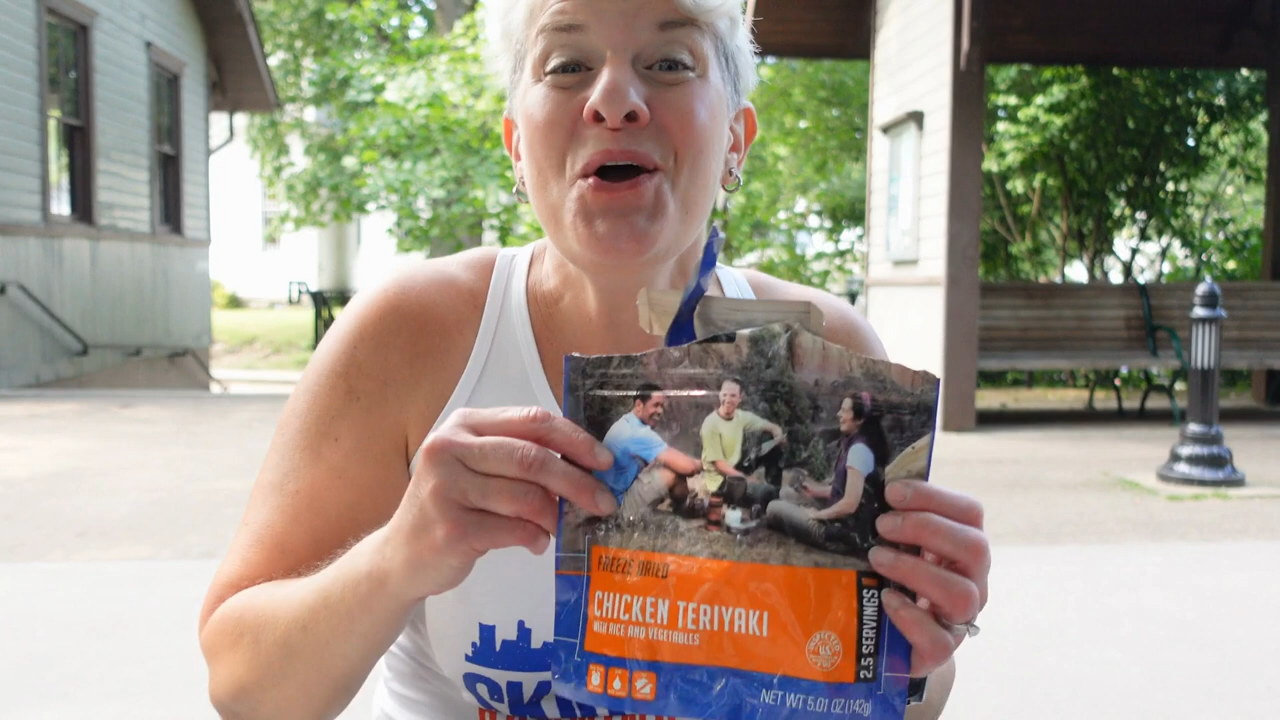 FREEZE DRIED
CHICKEN TERIYAKI
WITH RICE AND VEGETABLES
2.5 SERVINGS
NET WT 5.01 OZ (142g)